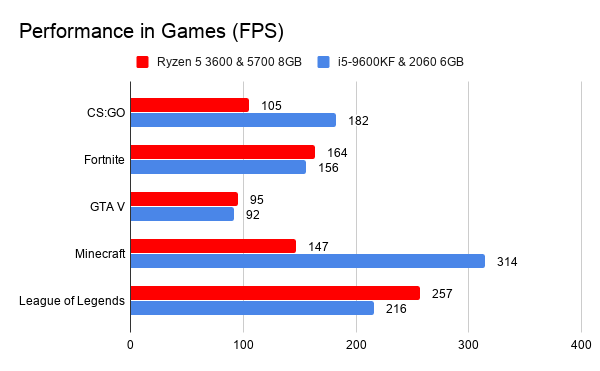 Performance in Games (FPS)
Ryzen 5 3600 & 5700 8GB i5-9600KF & 2060 6GB
CS:GO 105
182
Fortnite 164
156
GTA V 95
92
Minecraft 147
314
League of Legends 257
216
0 100 200 300 400